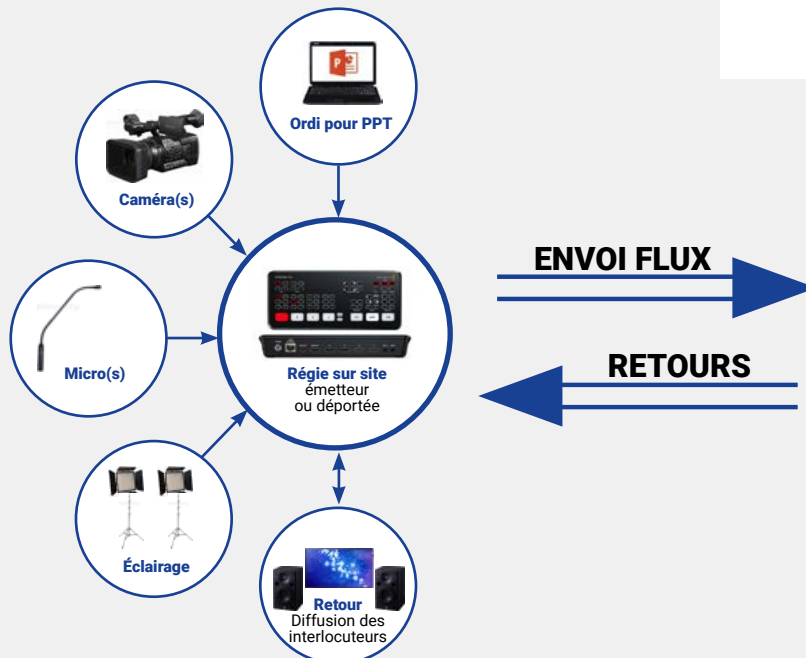 Ordi pour PPT
Caméra(s)
ENVOI FLUX
Micro(s)
Régie sur site
émetteur
ou déportée
RETOURS
Éclairage
Retour
Diffusion des
interlocuteurs